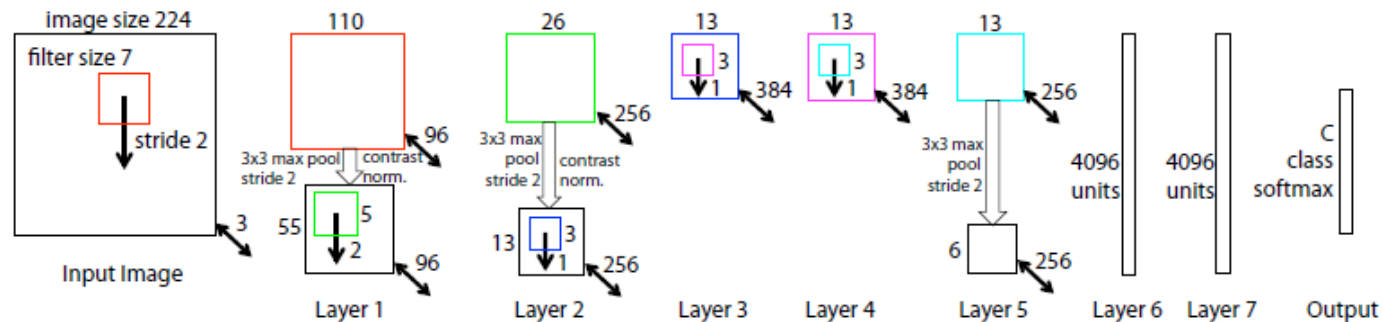 image size 224
filter size 7
stride 2
3
Input Image
110
96
3x3 max pool
stride 2
contrast
norm.
55
5
2
96
Layer 1
26
256
3x3 max
pool
stride 2
contrast
norm.
13
3
1
256
Layer 2
13
3
1
384
Layer 3
13
3
1
384
Layer 4
13
256
3x3 max
pool
stride 2
6
256
Layer 5
4096
units
Layer 6
4096
units
Layer 7
C
class
softmax
Output